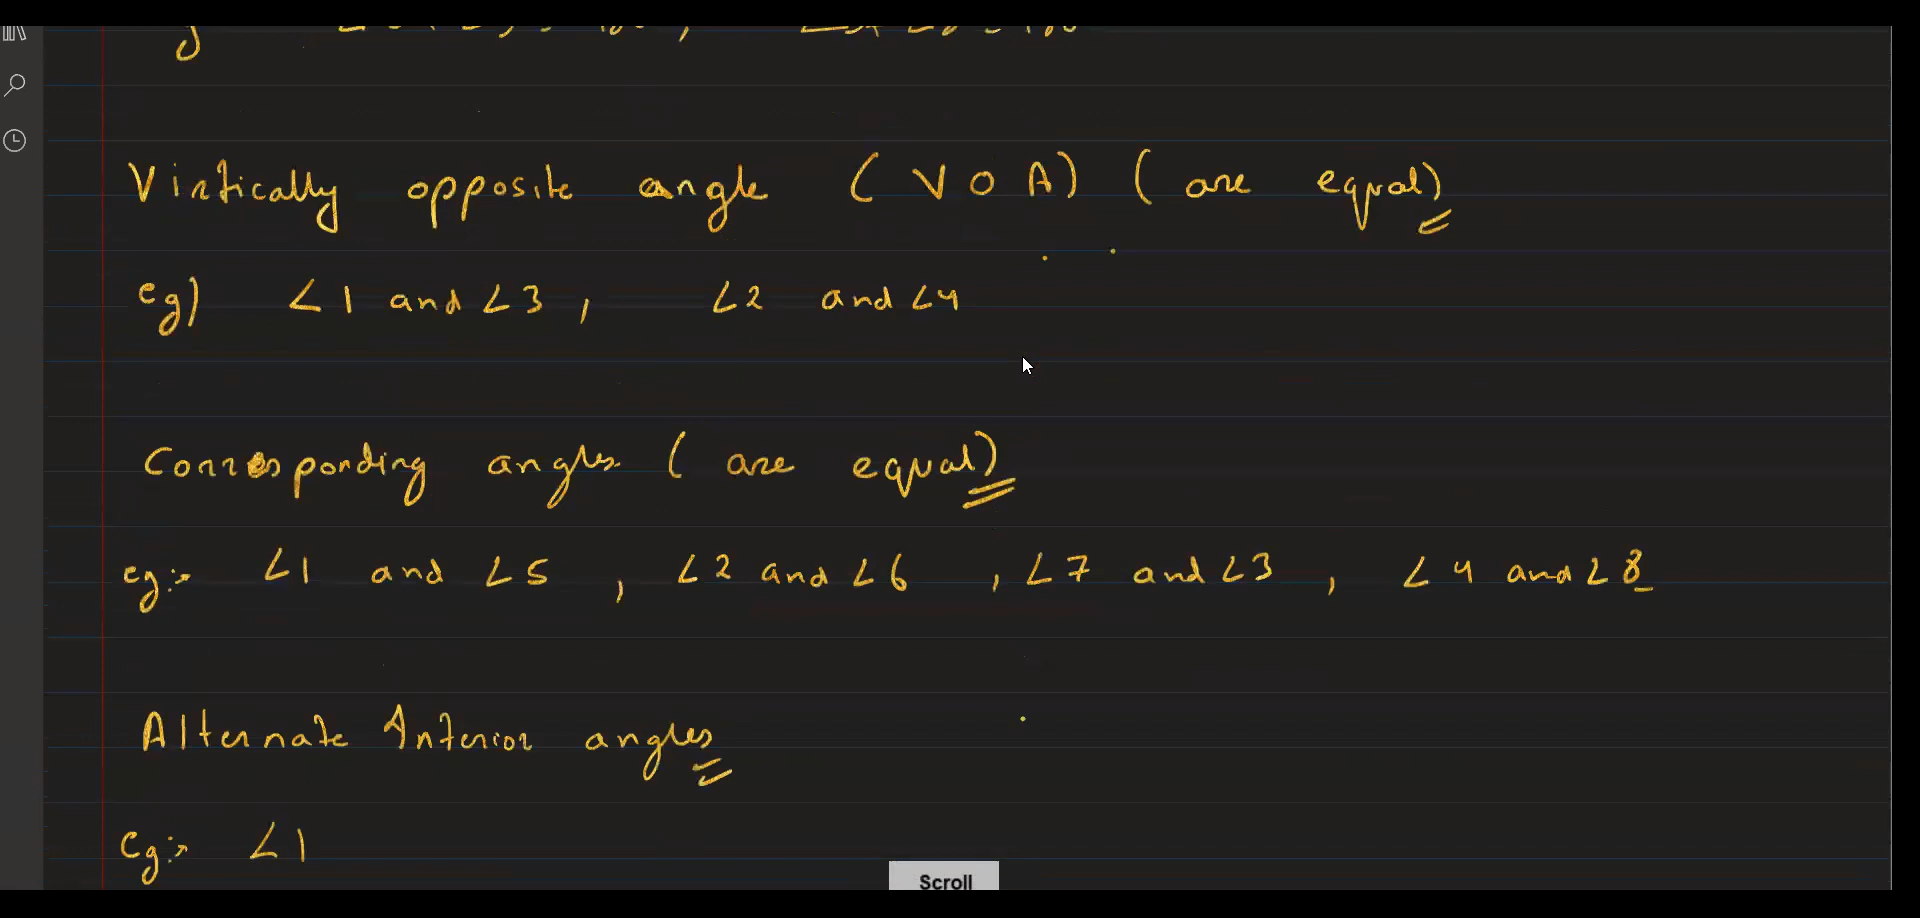 Virtically opposite angle (VOA) (are equal)
eg) ∠1 and ∠3, ∠2 and ∠4
Corresponding angles (are equal)
eg:→ ∠1 and ∠5, ∠2 and ∠6, ∠7 and ∠3, ∠4 and ∠8
Alternate Interior angles
eg:→ ∠1
Scroll